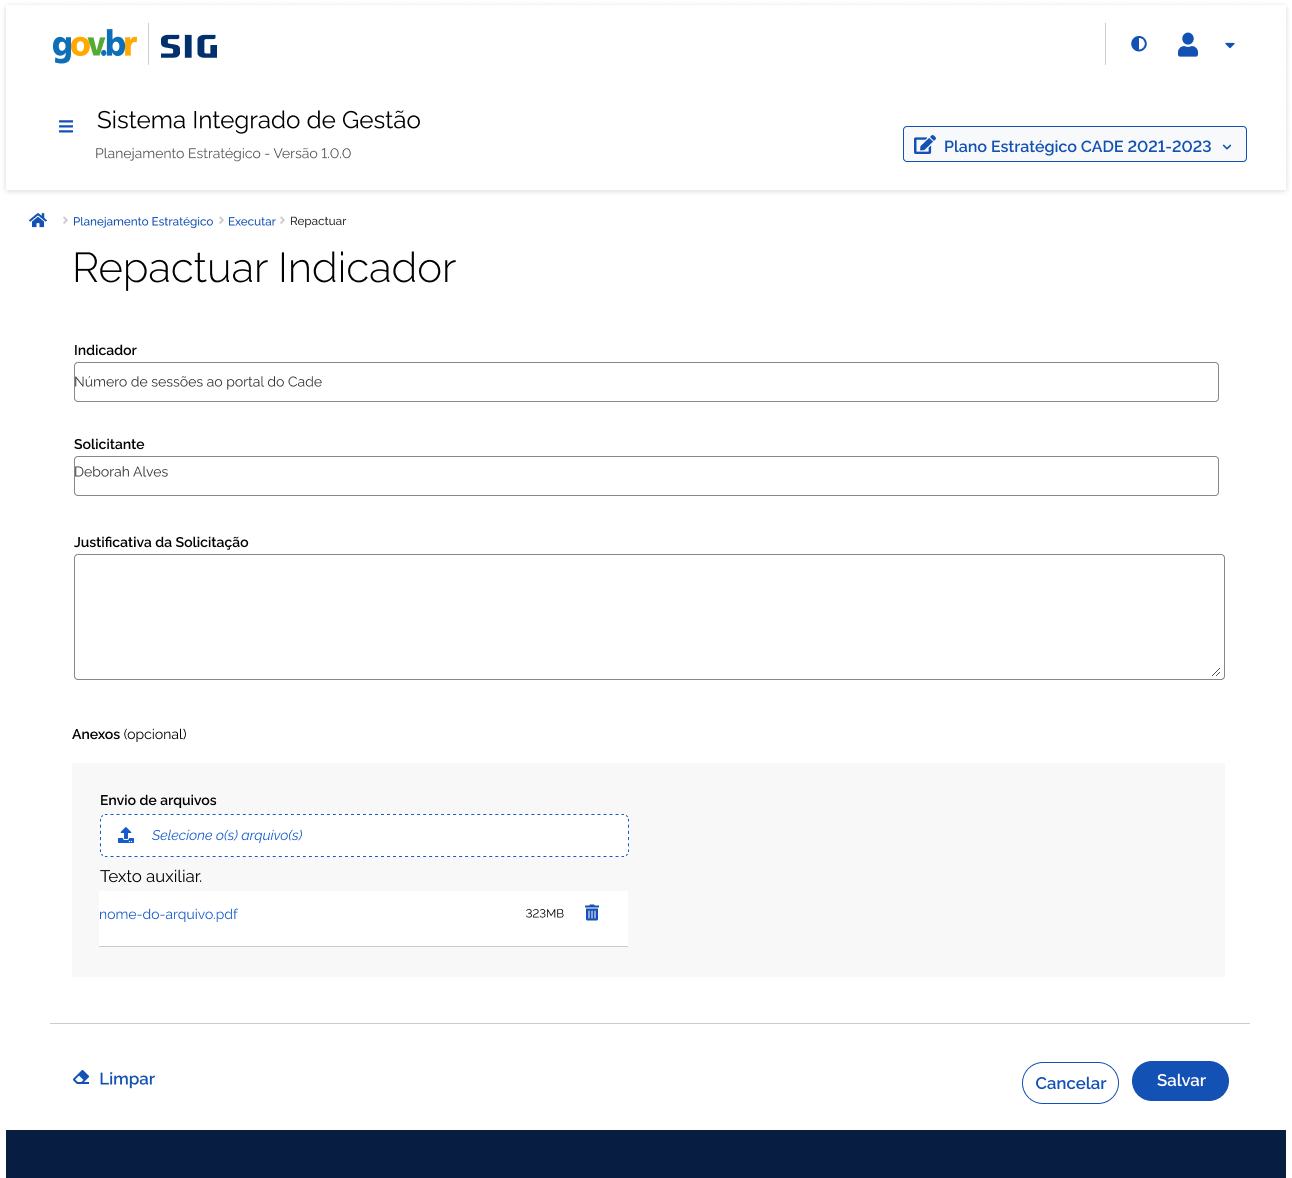 gov.br SIG
Sistema Integrado de Gestão
Planejamento Estratégico - Versão 1.0.0
Plano Estratégico CADE 2021-2023
Planejamento Estratégico Executar Repactuar
Repactuar Indicador
Indicador
Número de sessões ao portal do Cade
Solicitante
Deborah Alves
Justificativa da Solicitação
Anexos (opcional)
Envio de arquivos
Selecione o(s) arquivo(s)
Texto auxiliar.
nome-do-arquivo.pdf 323MB
Limpar Cancelar Salvar